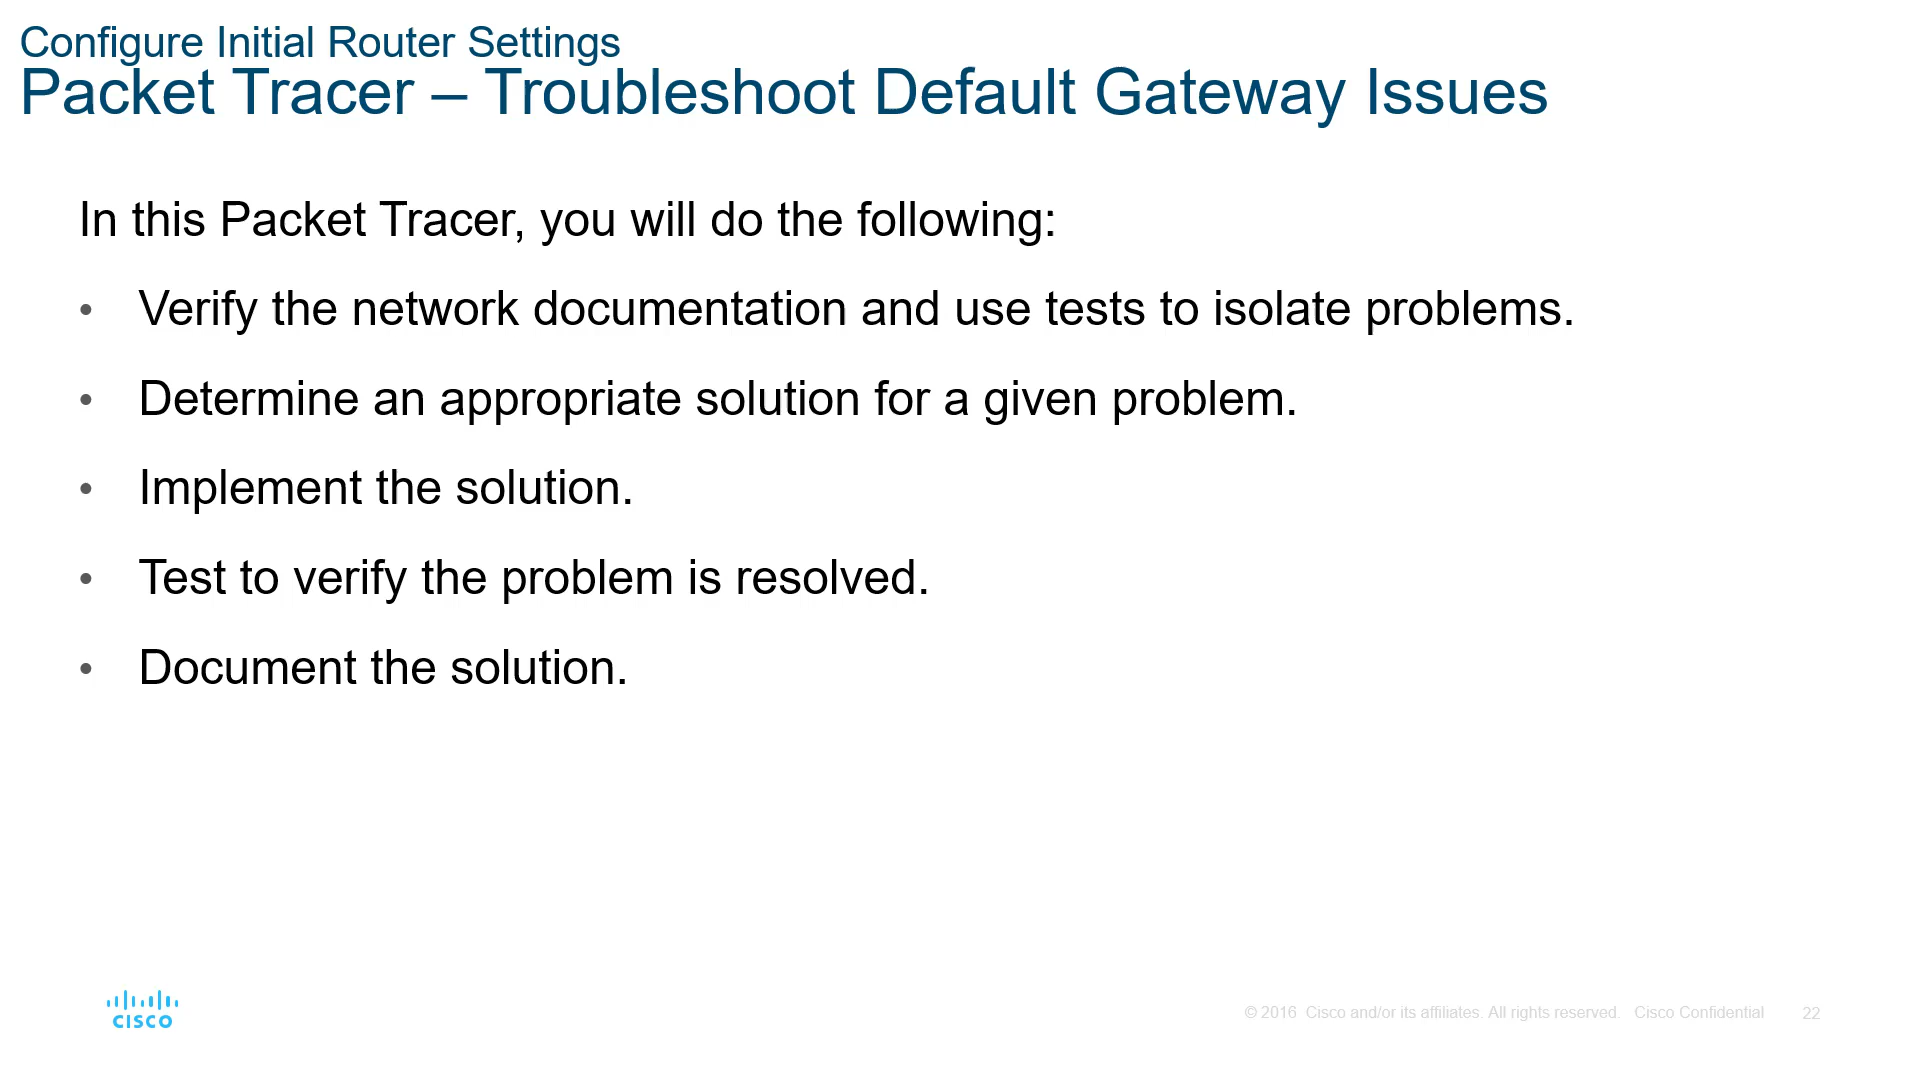 Configure Initial Router Settings
Packet Tracer – Troubleshoot Default Gateway Issues
In this Packet Tracer, you will do the following:
• Verify the network documentation and use tests to isolate problems.
• Determine an appropriate solution for a given problem.
• Implement the solution.
• Test to verify the problem is resolved.
• Document the solution.
CISCO
© 2016 Cisco and/or its affiliates. All rights reserved. Cisco Confidential 22